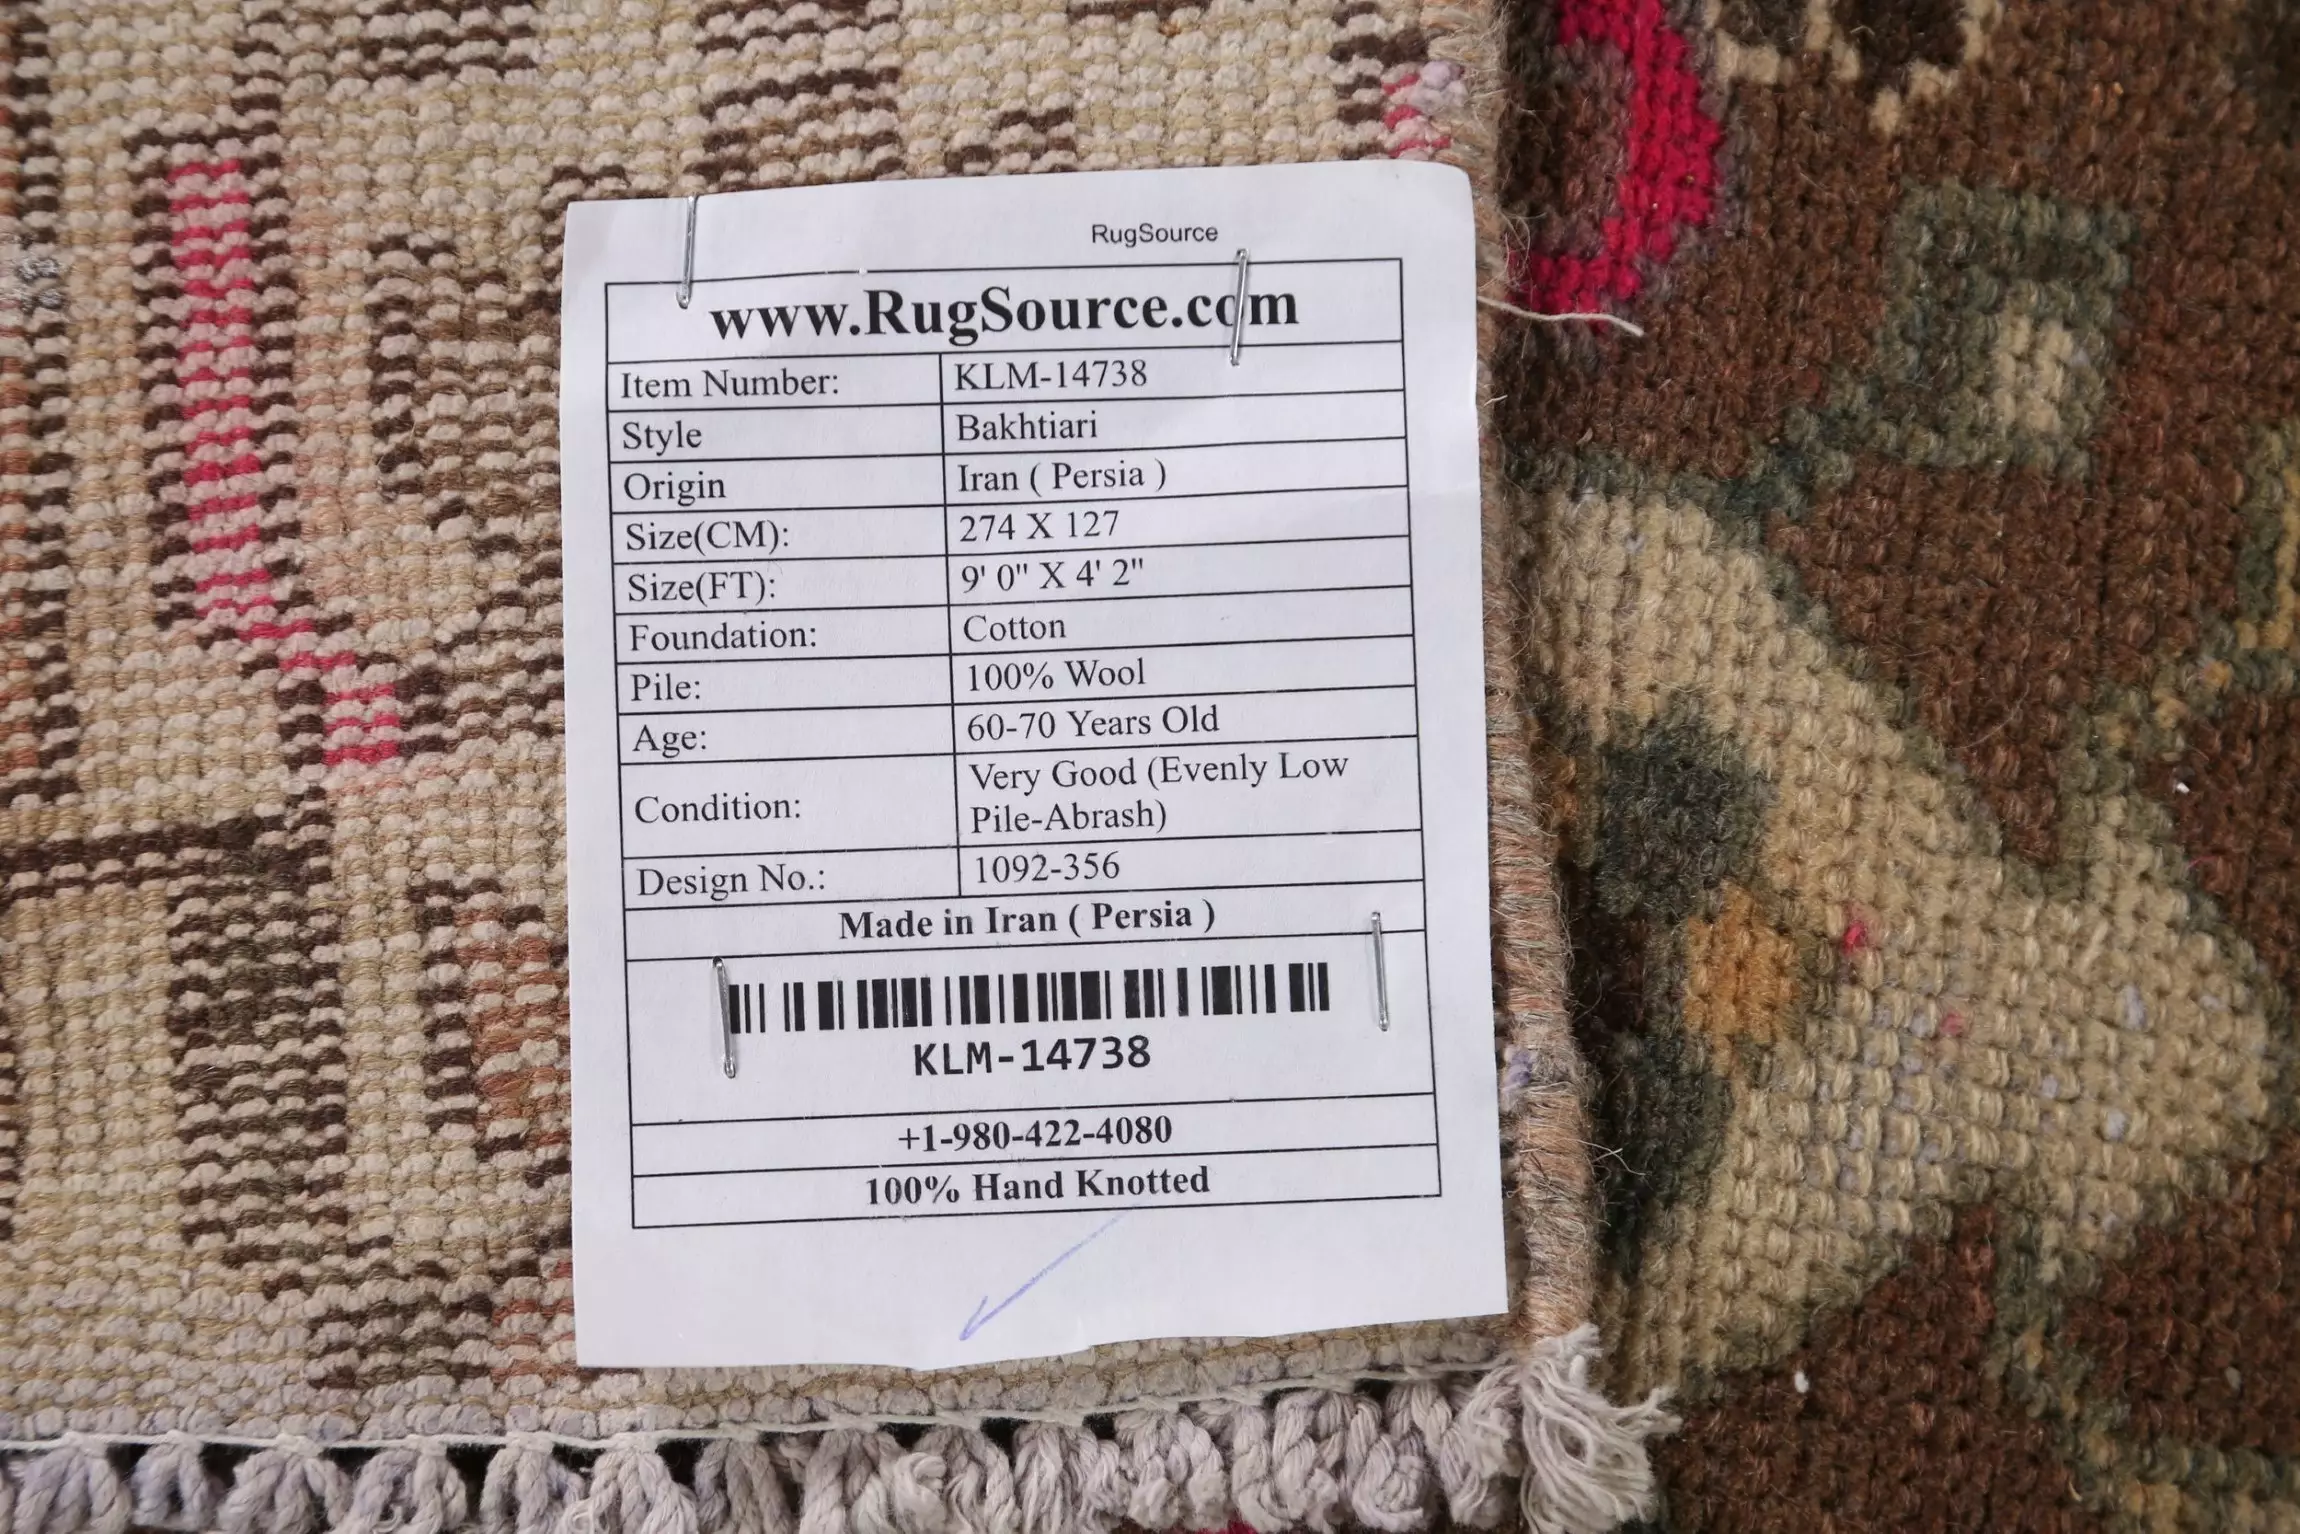 RugSource
www.RugSource.com
Item Number: KLM-14738
Style Bakhtiari
Origin Iran ( Persia )
Size(CM): 274 X 127
Size(FT): 9' 0" X 4' 2"
Foundation: Cotton
Pile: 100% Wool
Age: 60-70 Years Old
Condition: Very Good (Evenly Low
Pile-Abrash)
Design No.: 1092-356
Made in Iran ( Persia )
KLM-14738
+1-980-422-4080
100% Hand Knotted